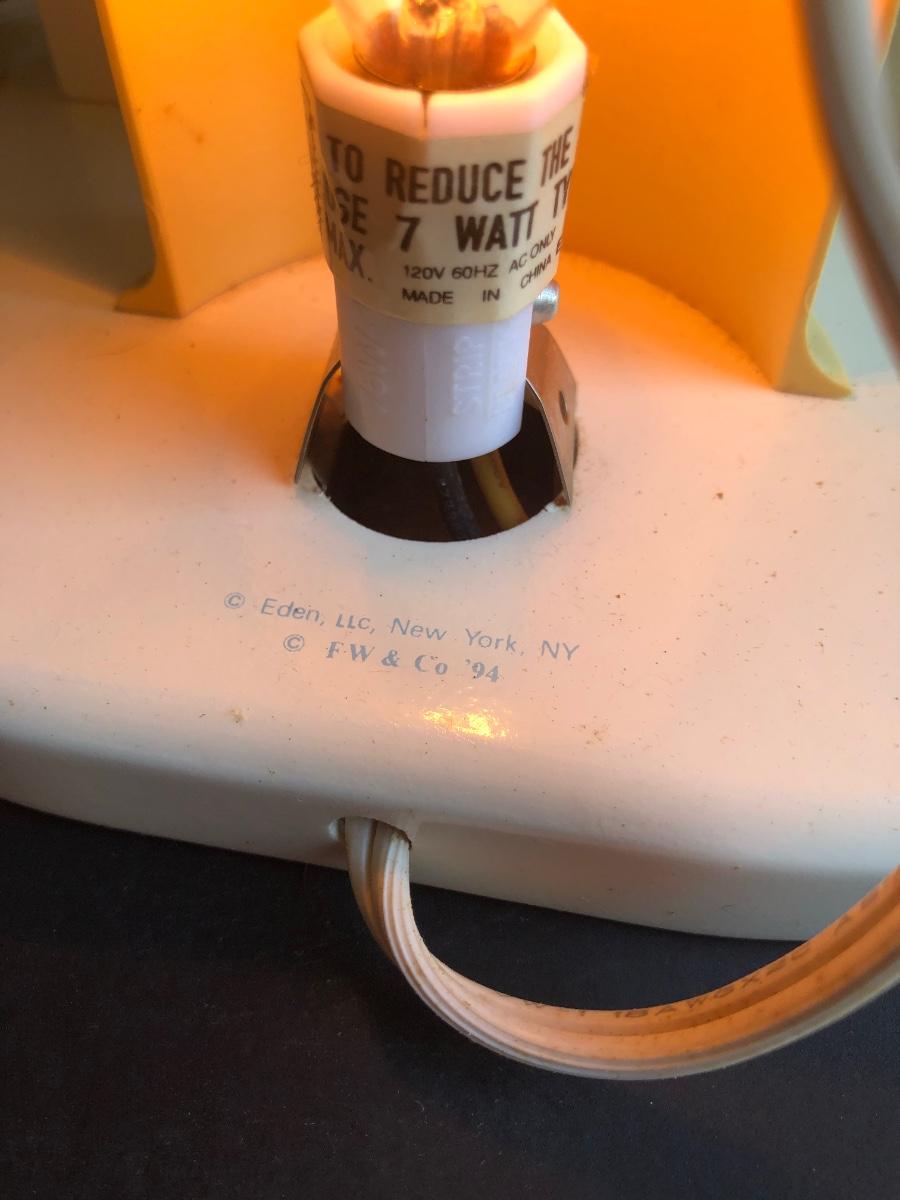 TO REDUCE THE
7 WATT
MAX.
120V 60HZ AC ONLY
MADE IN CHINA
STRIP
© Eden, LLC, New York, NY
© FW & Co '94